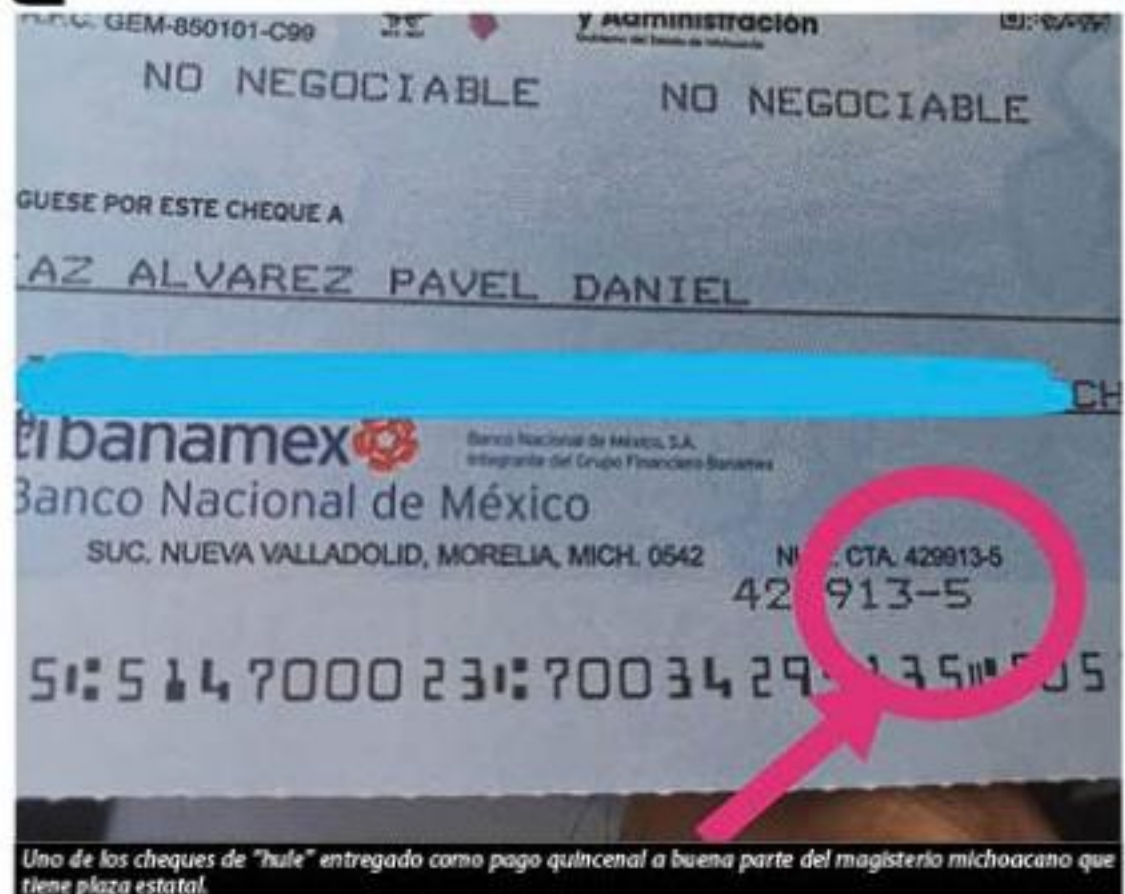 R.F.C. GEM-850101-C99
y Administración
NO NEGOCIABLE NO NEGOCIABLE
GUESE POR ESTE CHEQUE A
AZ ALVAREZ PAVEL DANIEL
CH
tibanamex
Banco Nacional de México, S.A.
Integrante del Grupo Financiero Banamex
Banco Nacional de México
SUC. NUEVA VALLADOLID, MORELIA, MICH. 0542 CTA. 429913-5
913-5
Uno de los cheques de "hule" entregado como pago quincenal a buena parte del magisterio michoacano que
tiene plaza estatal.